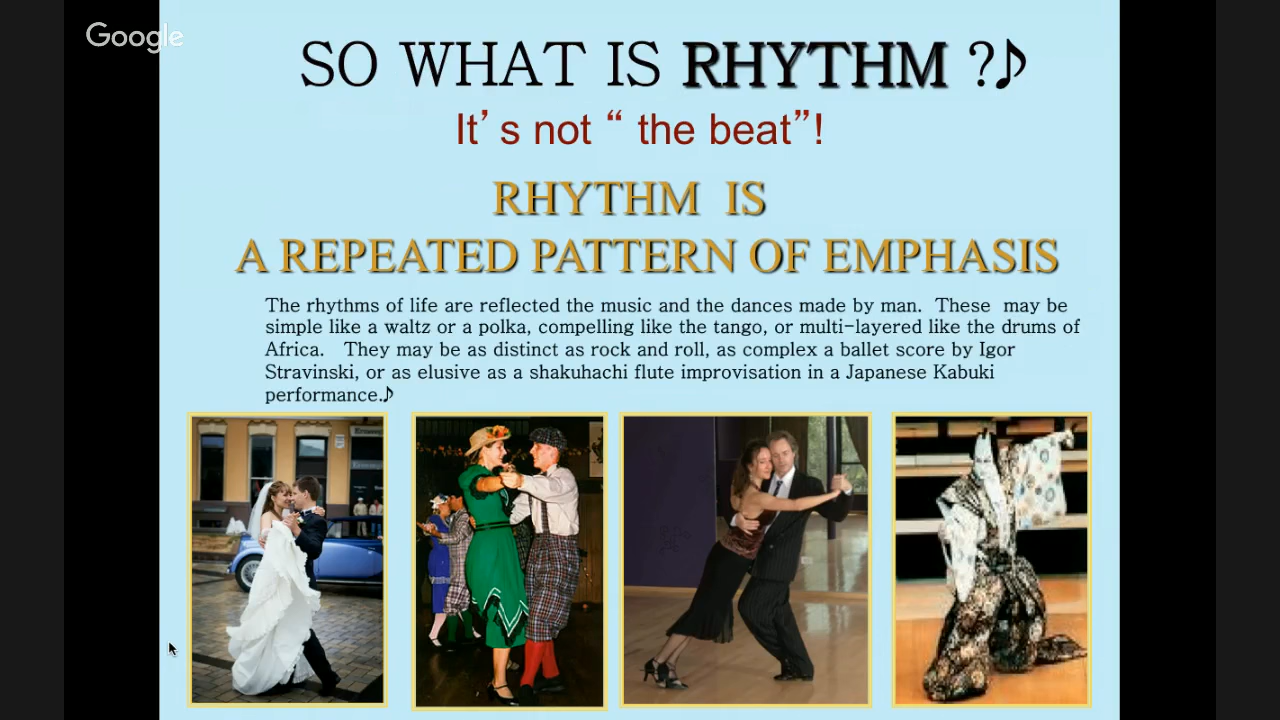 Google
SO WHAT IS RHYTHM ?♪
It’s not “ the beat”!
RHYTHM IS
A REPEATED PATTERN OF EMPHASIS
The rhythms of life are reflected the music and the dances made by man. These may be
simple like a waltz or a polka, compelling like the tango, or multi-layered like the drums of
Africa. They may be as distinct as rock and roll, as complex a ballet score by Igor
Stravinski, or as elusive as a shakuhachi flute improvisation in a Japanese Kabuki
performance.♪